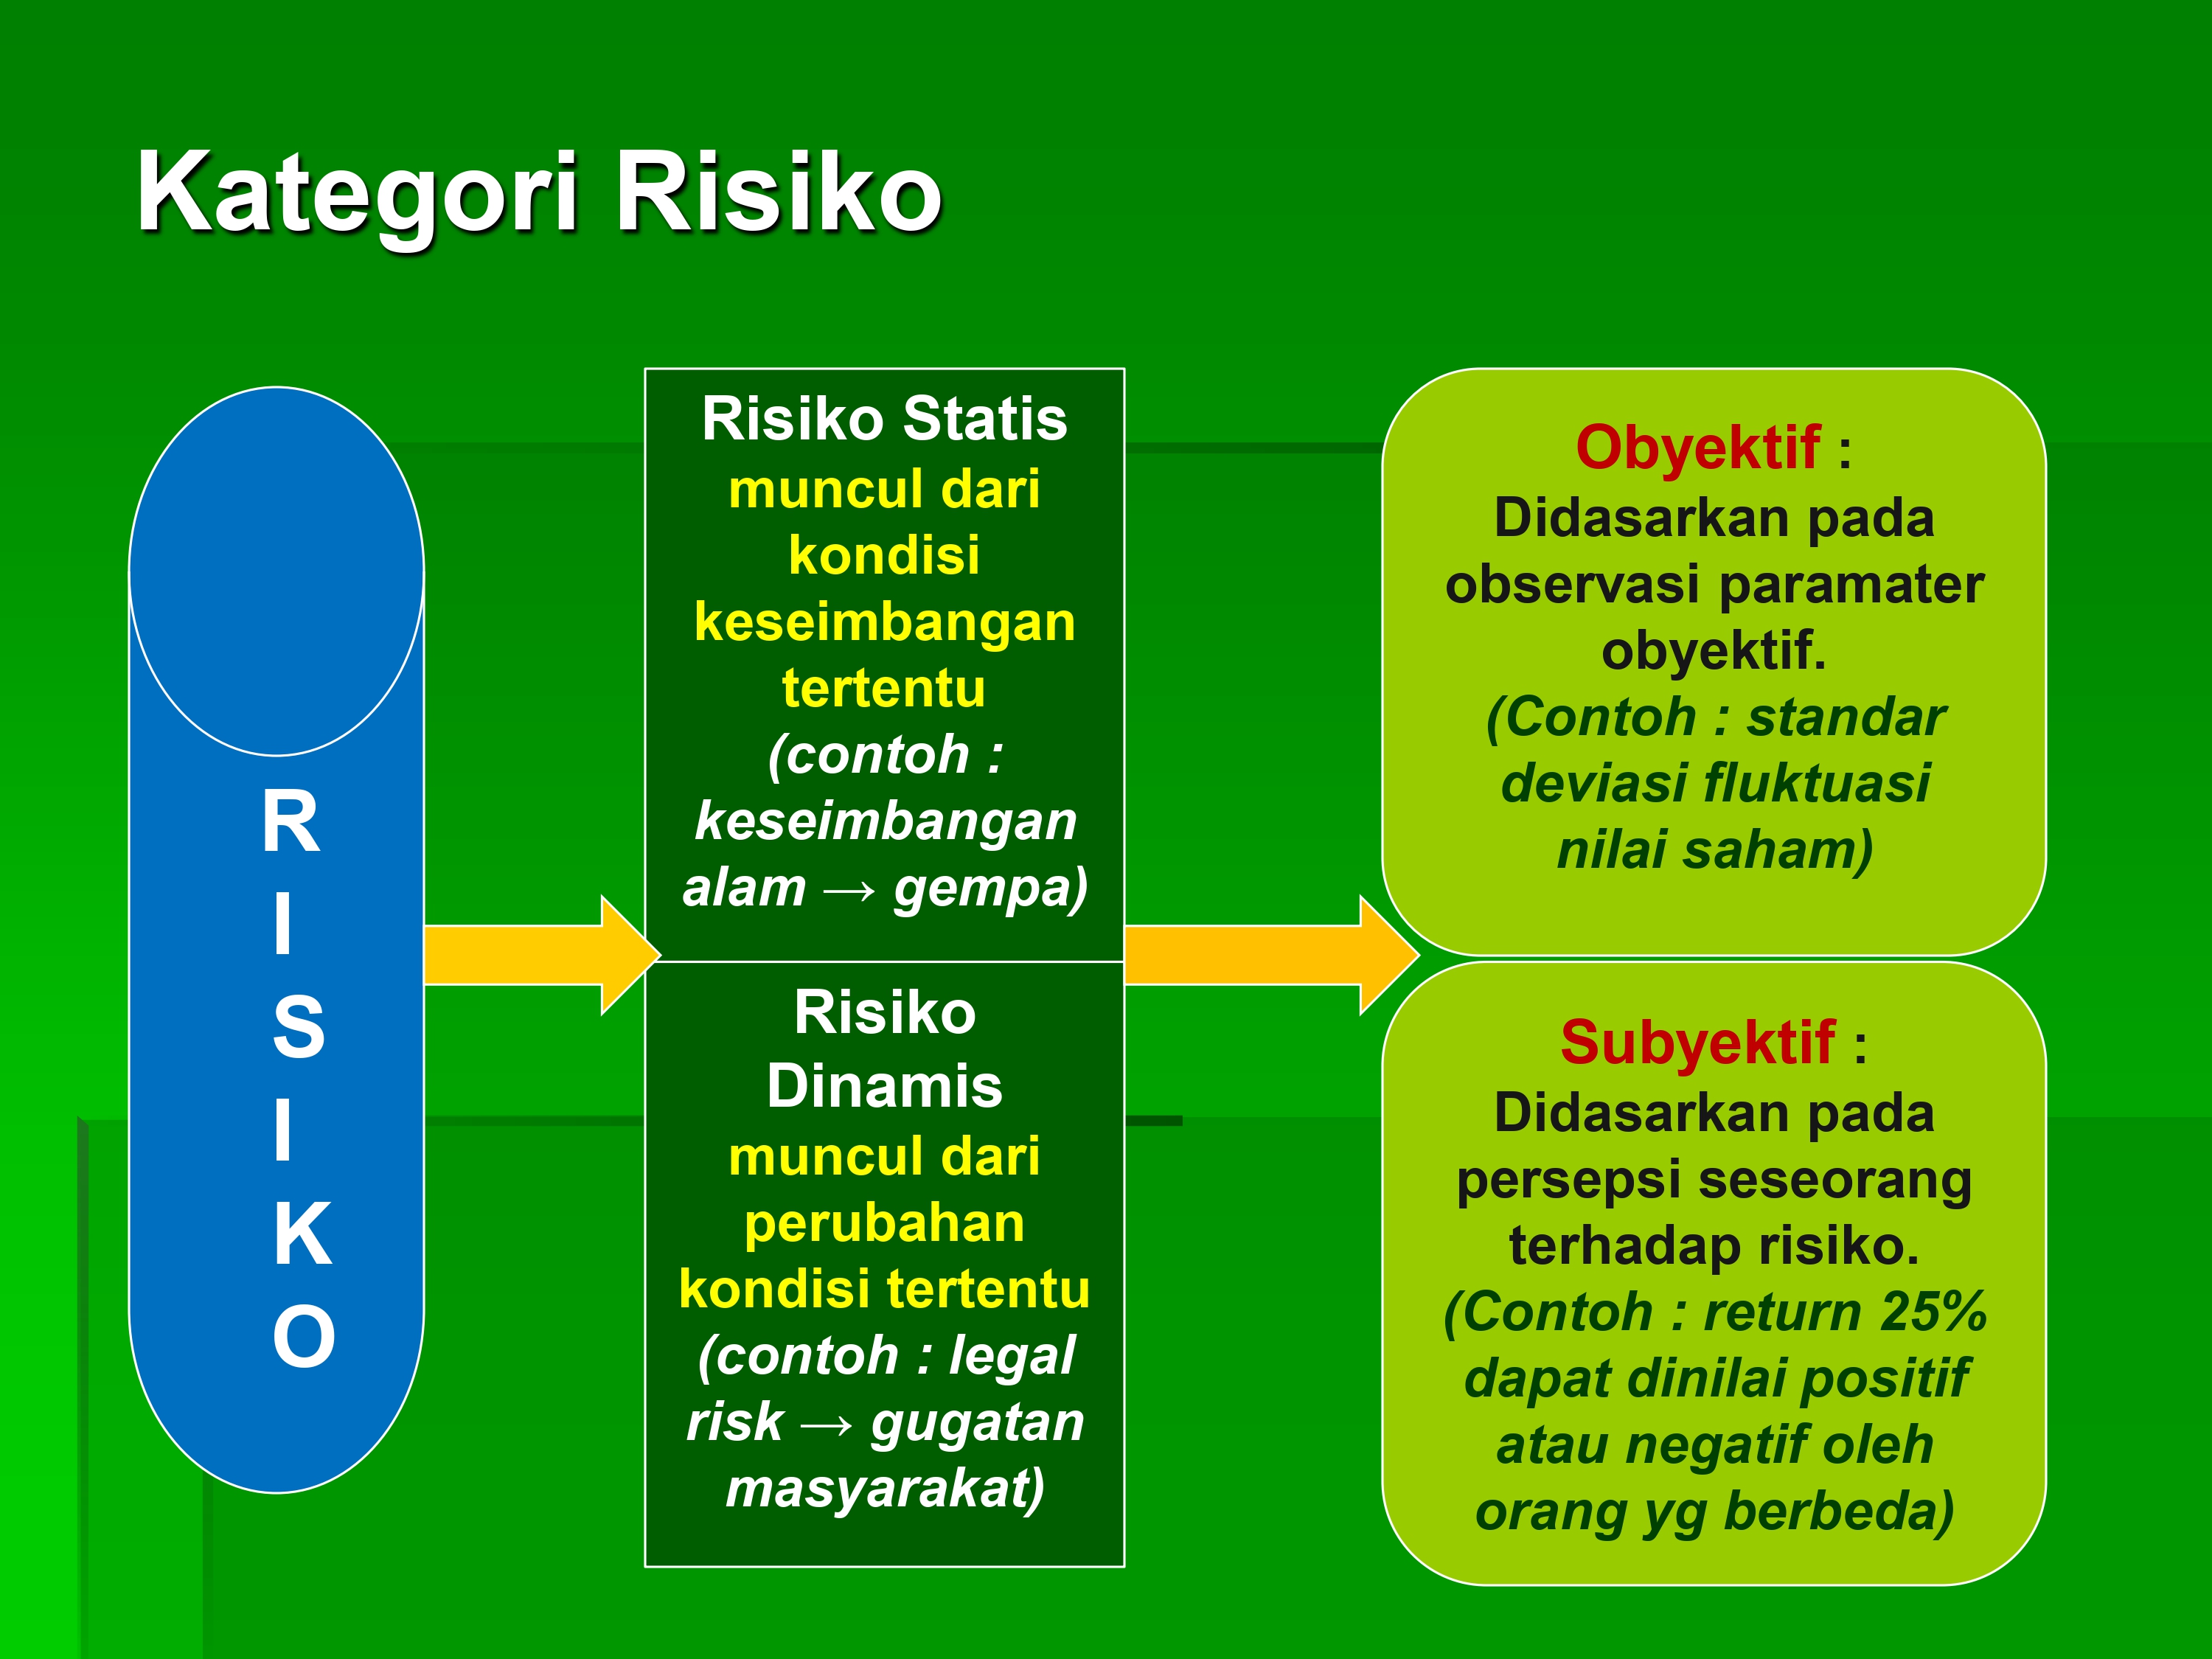 Kategori Risiko
R
I
S
I
K
O
Risiko Statis
muncul dari
kondisi
keseimbangan
tertentu
(contoh :
keseimbangan
alam → gempa)
Risiko
Dinamis
muncul dari
perubahan
kondisi tertentu
(contoh : legal
risk → gugatan
masyarakat)
Obyektif :
Didasarkan pada
observasi paramater
obyektif.
(Contoh : standar
deviasi fluktuasi
nilai saham)
Subyektif :
Didasarkan pada
persepsi seseorang
terhadap risiko.
(Contoh : return 25%
dapat dinilai positif
atau negatif oleh
orang yg berbeda)